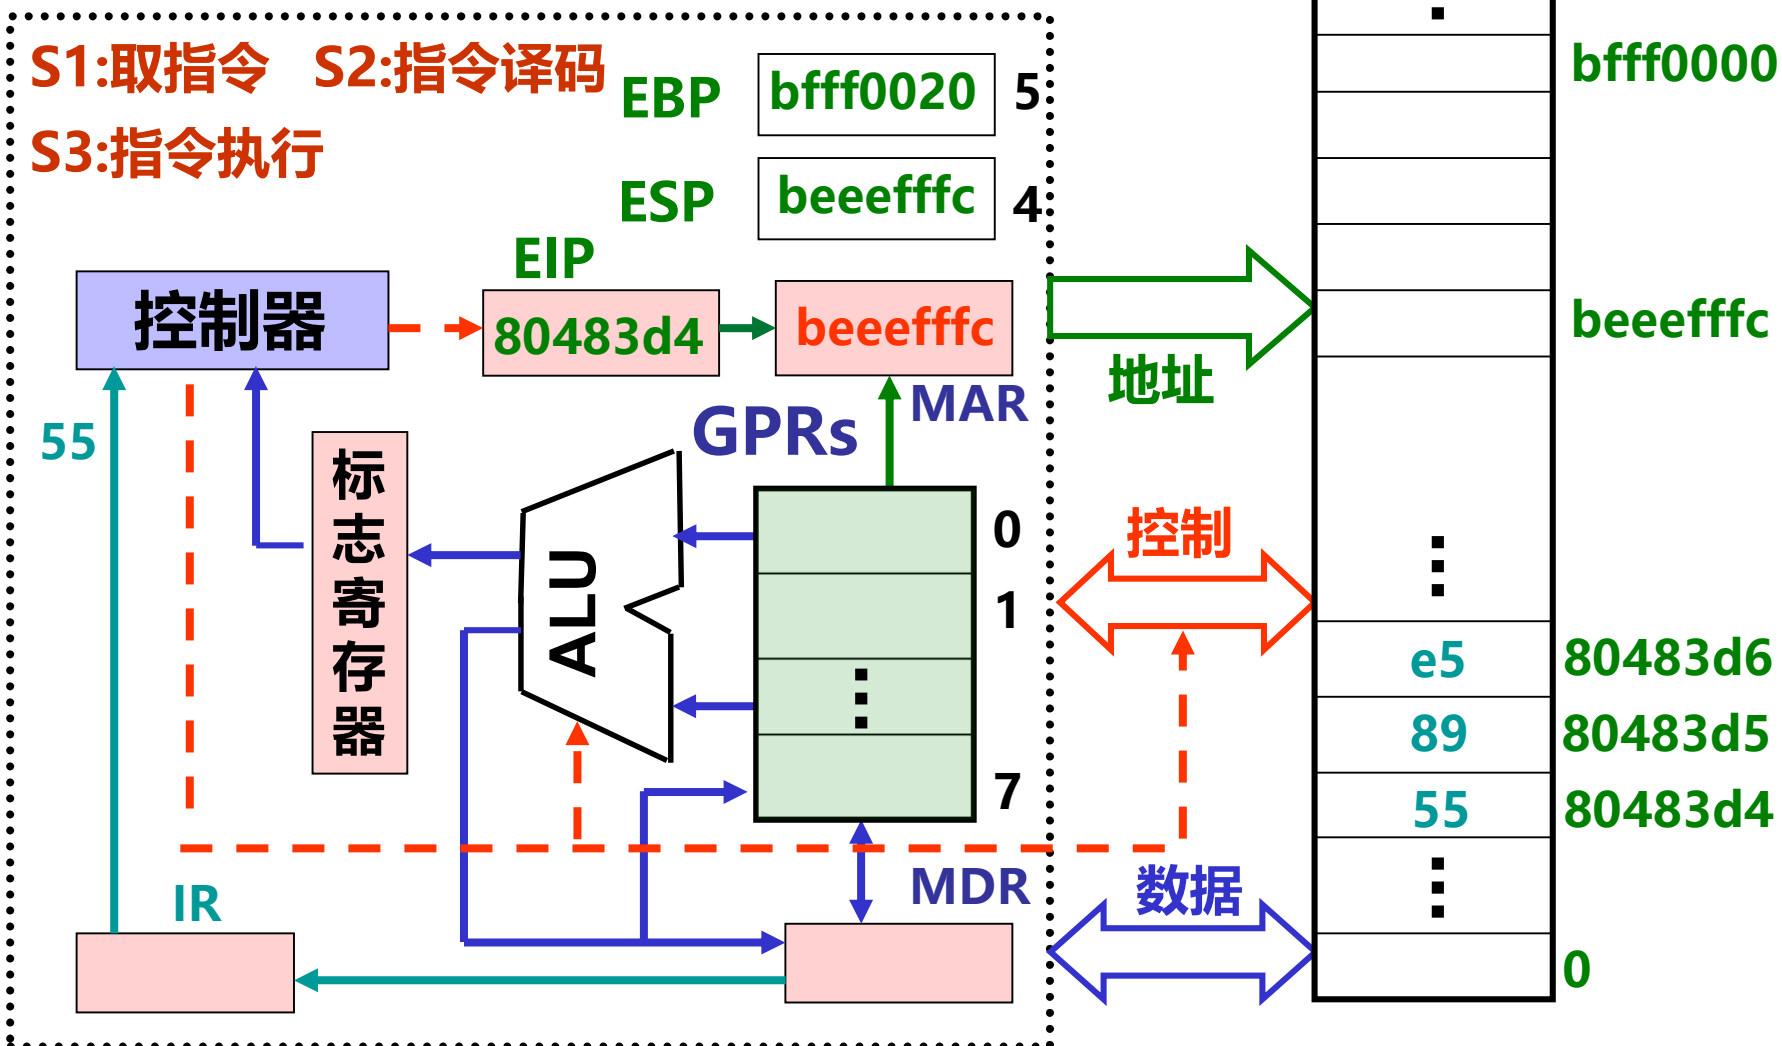 S1:取指令 S2:指令译码
S3:指令执行
EBP
bfff0020
5
ESP
beeefffc
4
EIP
控制器
80483d4
beeefffc
MAR
GPRs
55
标志寄存器
ALU
0
1
7
IR
MDR
地址
控制
数据
bfff0000
beeefffc
e5
80483d6
89
80483d5
55
80483d4
0